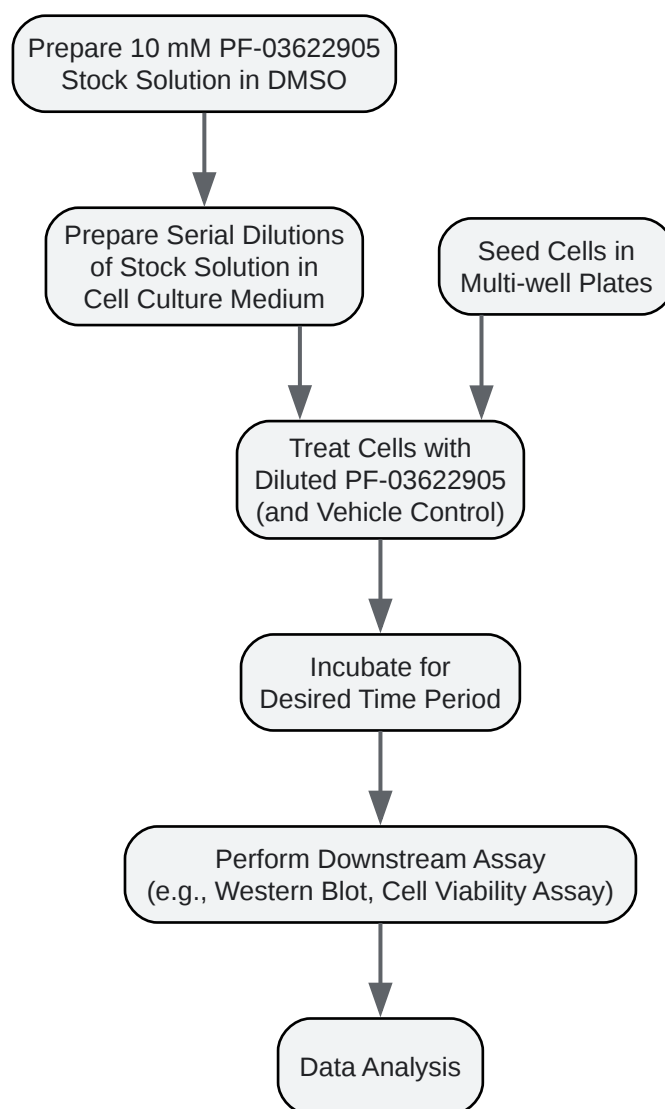 Prepare 10 mM PF-03622905
Stock Solution in DMSO
Prepare Serial Dilutions
of Stock Solution in
Cell Culture Medium
Seed Cells in
Multi-well Plates
Treat Cells with
Diluted PF-03622905
(and Vehicle Control)
Incubate for
Desired Time Period
Perform Downstream Assay
(e.g., Western Blot, Cell Viability Assay)
Data Analysis